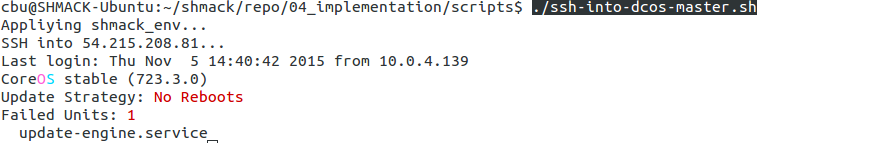 cbu@SHMACK-Ubuntu:~/shmack/repo/04_implementation/scripts$ ./ssh-into-dcos-master.sh
Appliying shmack_env...
SSH into 54.215.208.81...
Last login: Thu Nov  5 14:40:42 2015 from 10.0.4.139
CoreOS stable (723.3.0)
Update Strategy: No Reboots
Failed Units: 1
  update-engine.service